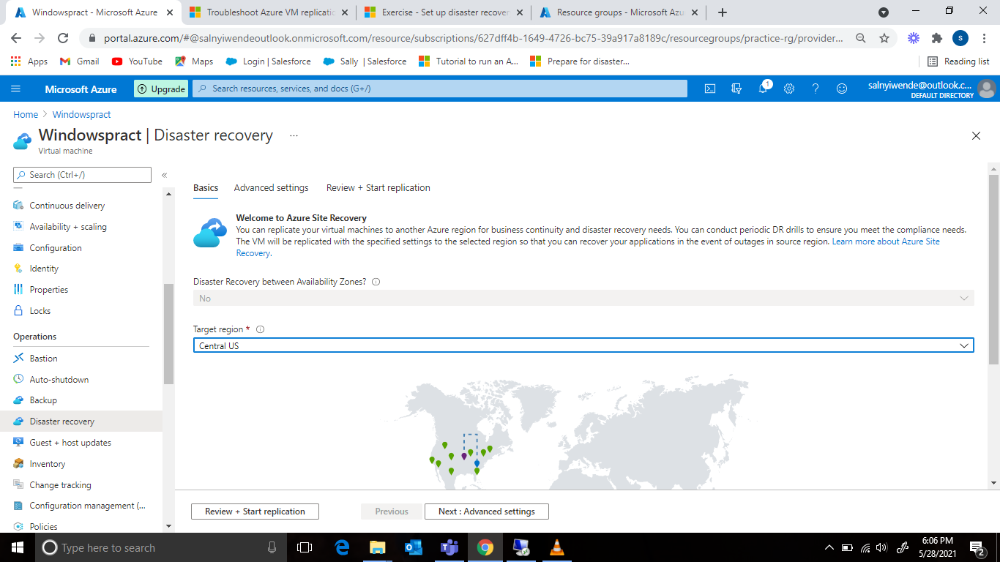 Windowspract - Microsoft Azure
Troubleshoot Azure VM replicatio
Exercise - Set up disaster recover
Resource groups - Microsoft Azu
portal.azure.com/#@salnyiwendeoutlook.onmicrosoft.com/resource/subscriptions/627dff4b-1649-4726-bc75-39a917a8189c/resourcegroups/practice-rg/provider...
S
Apps
Gmail
YouTube
Maps
Login | Salesforce
Sally | Salesforce
Tutorial to run an A...
Prepare for disaster...
Reading list
Microsoft Azure
Upgrade
Search resources, services, and docs (G+/)
1
salnyiwende@outlook.c...
DEFAULT DIRECTORY
Home > Windowspract
Windowspract | Disaster recovery ...
Virtual machine
Search (Ctrl+/)
«
Continuous delivery
Availability + scaling
Configuration
Identity
Properties
Locks
Operations
Bastion
Auto-shutdown
Backup
Disaster recovery
Guest + host updates
Inventory
Change tracking
Configuration management (...
Policies
Basics
Advanced settings
Review + Start replication
Welcome to Azure Site Recovery
You can replicate your virtual machines to another Azure region for business continuity and disaster recovery needs. You can conduct periodic DR drills to ensure you meet the compliance needs.
The VM will be replicated with the specified settings to the selected region so that you can recover your applications in the event of outages in source region. Learn more about Azure Site
Recovery.
Disaster Recovery between Availability Zones?
No
Target region *
Central US
Review + Start replication
Previous
Next : Advanced settings
Type here to search
6:06 PM
5/28/2021
2